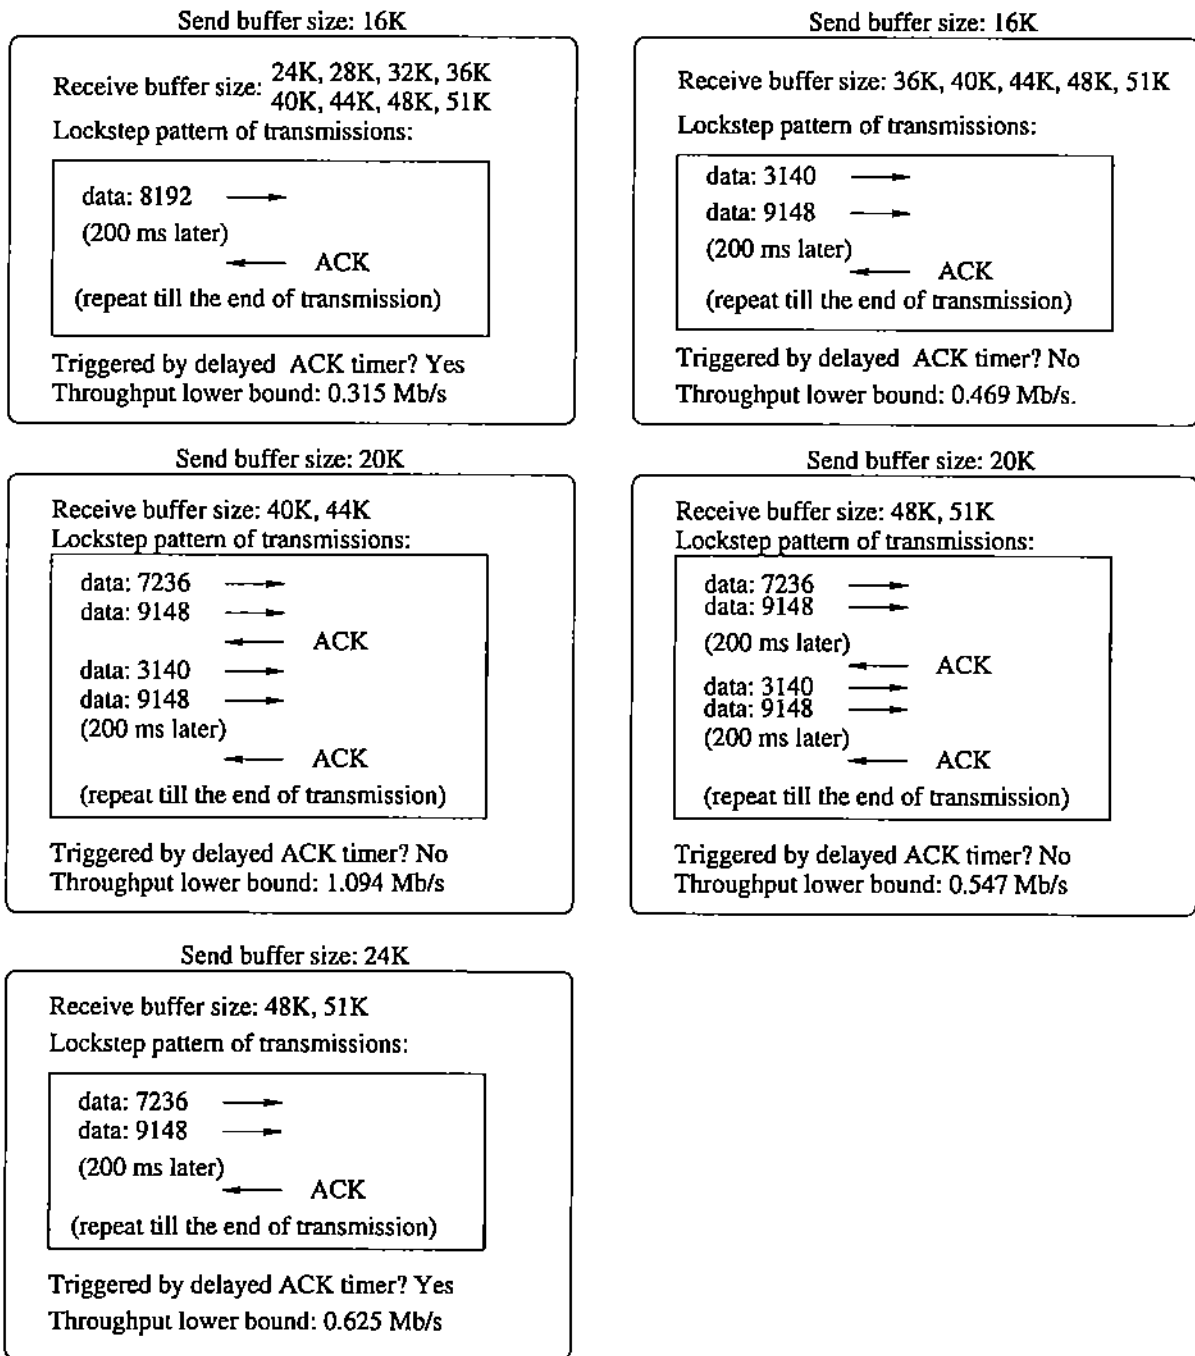 Send buffer size: 16K
Receive buffer size: 24K, 28K, 32K, 36K
40K, 44K, 48K, 51K
Lockstep pattern of transmissions:
data: 8192
(200 ms later)
ACK
(repeat till the end of transmission)
Triggered by delayed ACK timer? Yes
Throughput lower bound: 0.315 Mb/s
Send buffer size: 16K
Receive buffer size: 36K, 40K, 44K, 48K, 51K
Lockstep pattern of transmissions:
data: 3140
data: 9148
(200 ms later)
ACK
(repeat till the end of transmission)
Triggered by delayed ACK timer? No
Throughput lower bound: 0.469 Mb/s.
Send buffer size: 20K
Receive buffer size: 40K, 44K
Lockstep pattern of transmissions:
data: 7236
data: 9148
ACK
data: 3140
data: 9148
(200 ms later)
ACK
(repeat till the end of transmission)
Triggered by delayed ACK timer? No
Throughput lower bound: 1.094 Mb/s
Send buffer size: 20K
Receive buffer size: 48K, 51K
Lockstep pattern of transmissions:
data: 7236
data: 9148
(200 ms later)
ACK
data: 3140
data: 9148
(200 ms later)
ACK
(repeat till the end of transmission)
Triggered by delayed ACK timer? No
Throughput lower bound: 0.547 Mb/s
Send buffer size: 24K
Receive buffer size: 48K, 51K
Lockstep pattern of transmissions:
data: 7236
data: 9148
(200 ms later)
ACK
(repeat till the end of transmission)
Triggered by delayed ACK timer? Yes
Throughput lower bound: 0.625 Mb/s